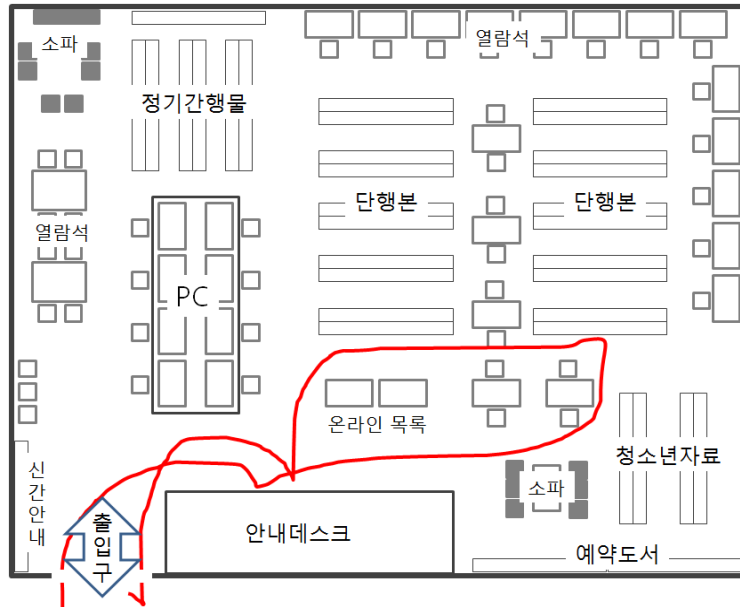 소파
열람석
정기간행물
단행본
단행본
열람석
PC
온라인 목록
청소년자료
신간안내
소파
출입구
안내데스크
예약도서